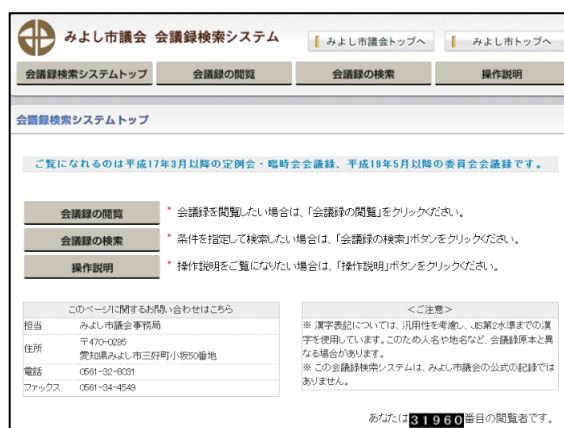 みよし市議会 会議録検索システム
みよし市議会トップへ
みよし市トップへ
会議録検索システムトップ
会議録の閲覧
会議録の検索
操作説明
会議録検索システムトップ
ご覧になれるのは平成17年3月以降の定例会・臨時会会議録、平成19年5月以降の委員会会議録です。
会議録の閲覧
* 会議録を閲覧したい場合は、「会議録の閲覧」をクリックください。
会議録の検索
* 条件を指定して検索したい場合は、「会議録の検索」ボタンをクリックください。
操作説明
* 操作説明をご覧になりたい場合は、「操作説明」ボタンをクリックください。
このページに関するお問い合わせはこちら
担当 みよし市議会事務局
住所 〒470-0295
愛知県みよし市三好町小坂50番地
電話 0561-32-8031
ファックス 0561-34-4549
<ご注意>
※ 漢字表記については、汎用性を考慮し、JIS第2水準までの漢
字を使用しています。このため人名や地名など、会議録原本と異
なる場合があります。
※ この会議録検索システムは、みよし市議会の公式の記録では
ありません。
あなたは31960番目の閲覧者です。